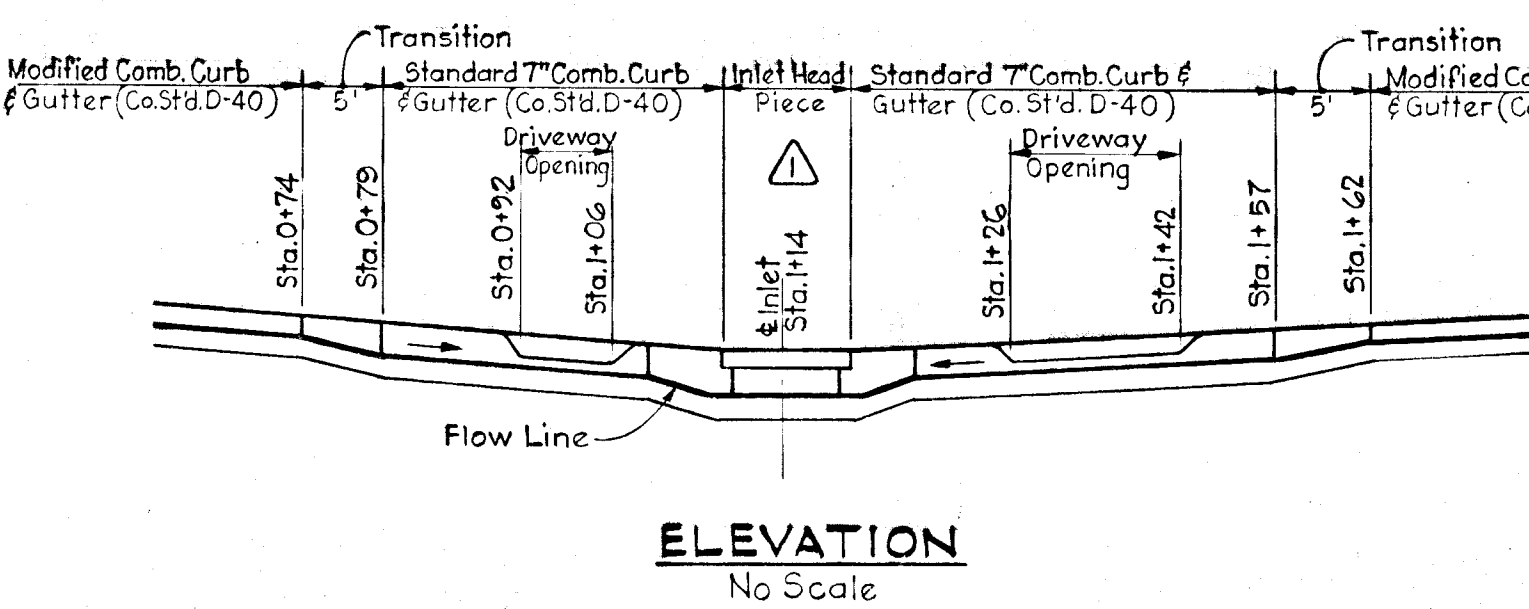 Transition
Modified Comb. Curb
& Gutter (Co. St'd. D-40)
5'
Standard 7" Comb. Curb
& Gutter (Co. Std. D-40)
Inlet Head
Piece
Standard 7" Comb. Curb &
Gutter (Co. St'd. D-40)
Transition
5'
Modified Co
& Gutter (Co
Driveway
Opening
1
Driveway
Opening
Sta. 0+74
Sta. 0+79
Sta. 0+92
Sta. 1+06
℄ Inlet
Sta. 1+14
Sta. 1+26
Sta. 1+42
Sta. 1+57
Sta. 1+62
Flow Line
ELEVATION
No Scale